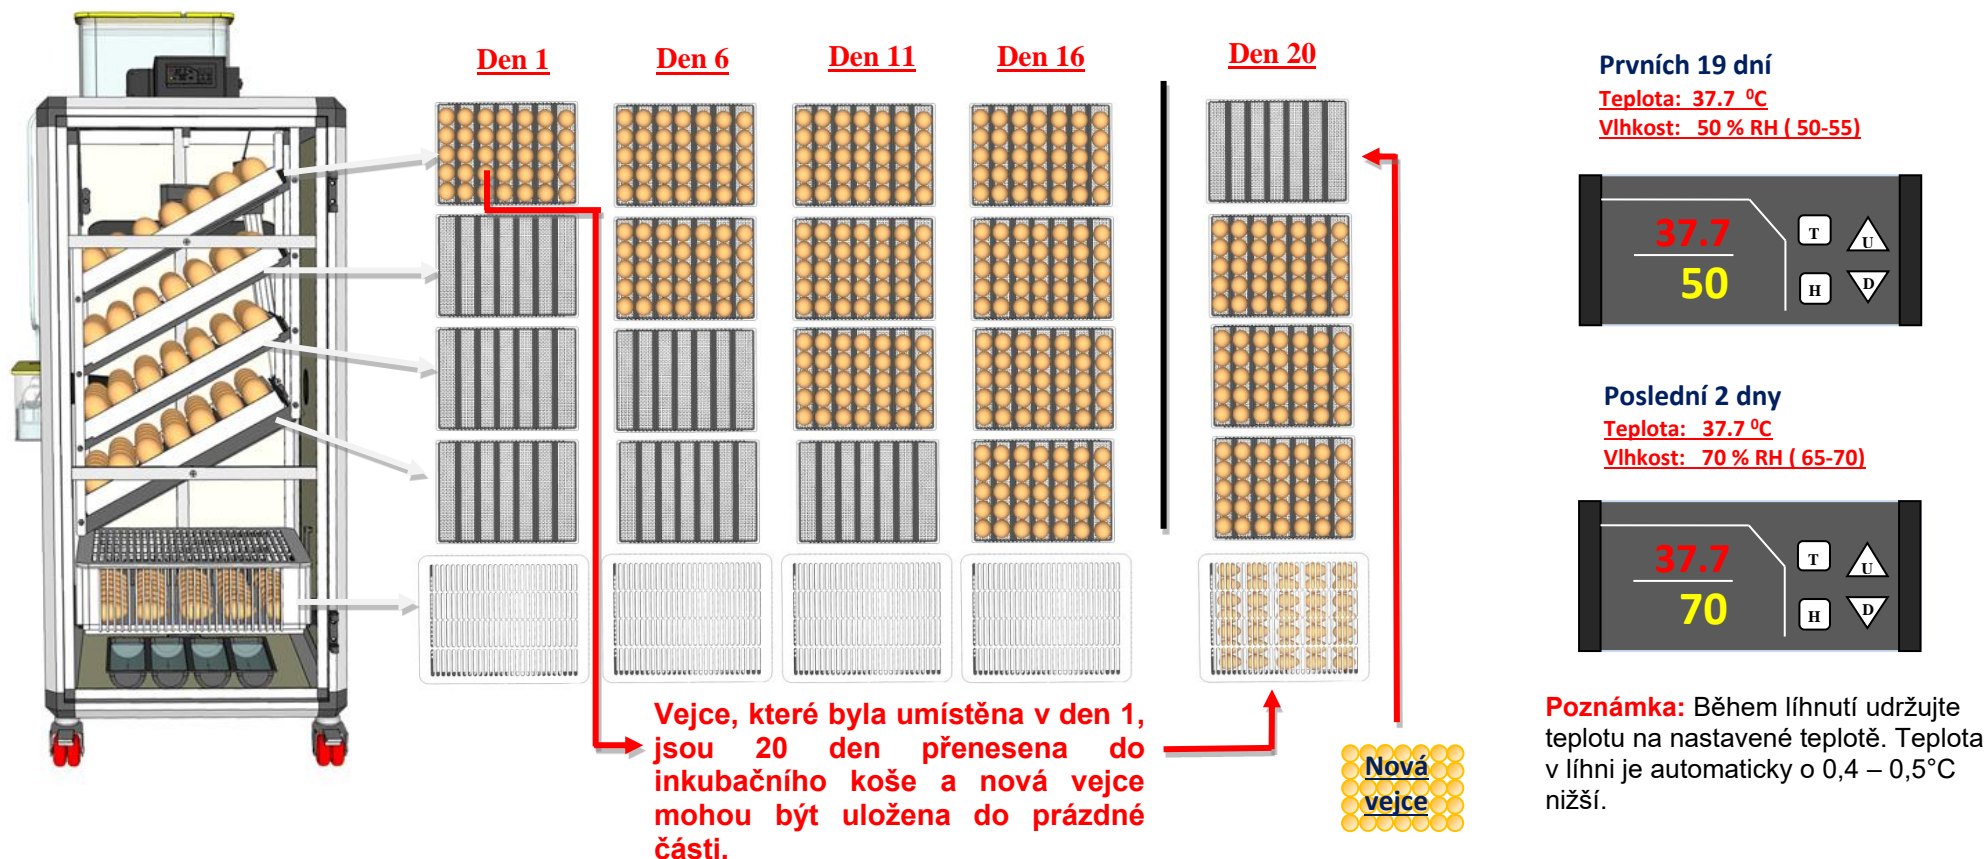 Den 1
Den 6
Den 11
Den 16
Den 20
Vejce, které byla umístěna v den 1,
jsou 20 den přenesena do
inkubačního koše a nová vejce
mohou být uložena do prázdné
části.
Nová
vejce
Prvních 19 dní
Teplota: 37.7 ⁰C
Vlhkost: 50 % RH ( 50-55)
37.7
50
T
U
H
D
Poslední 2 dny
Teplota: 37.7 ⁰C
Vlhkost: 70 % RH ( 65-70)
37.7
70
T
U
H
D
Poznámka: Během líhnutí udržujte
teplotu na nastavené teplotě. Teplota
v líhni je automaticky o 0,4 – 0,5°C
nižší.